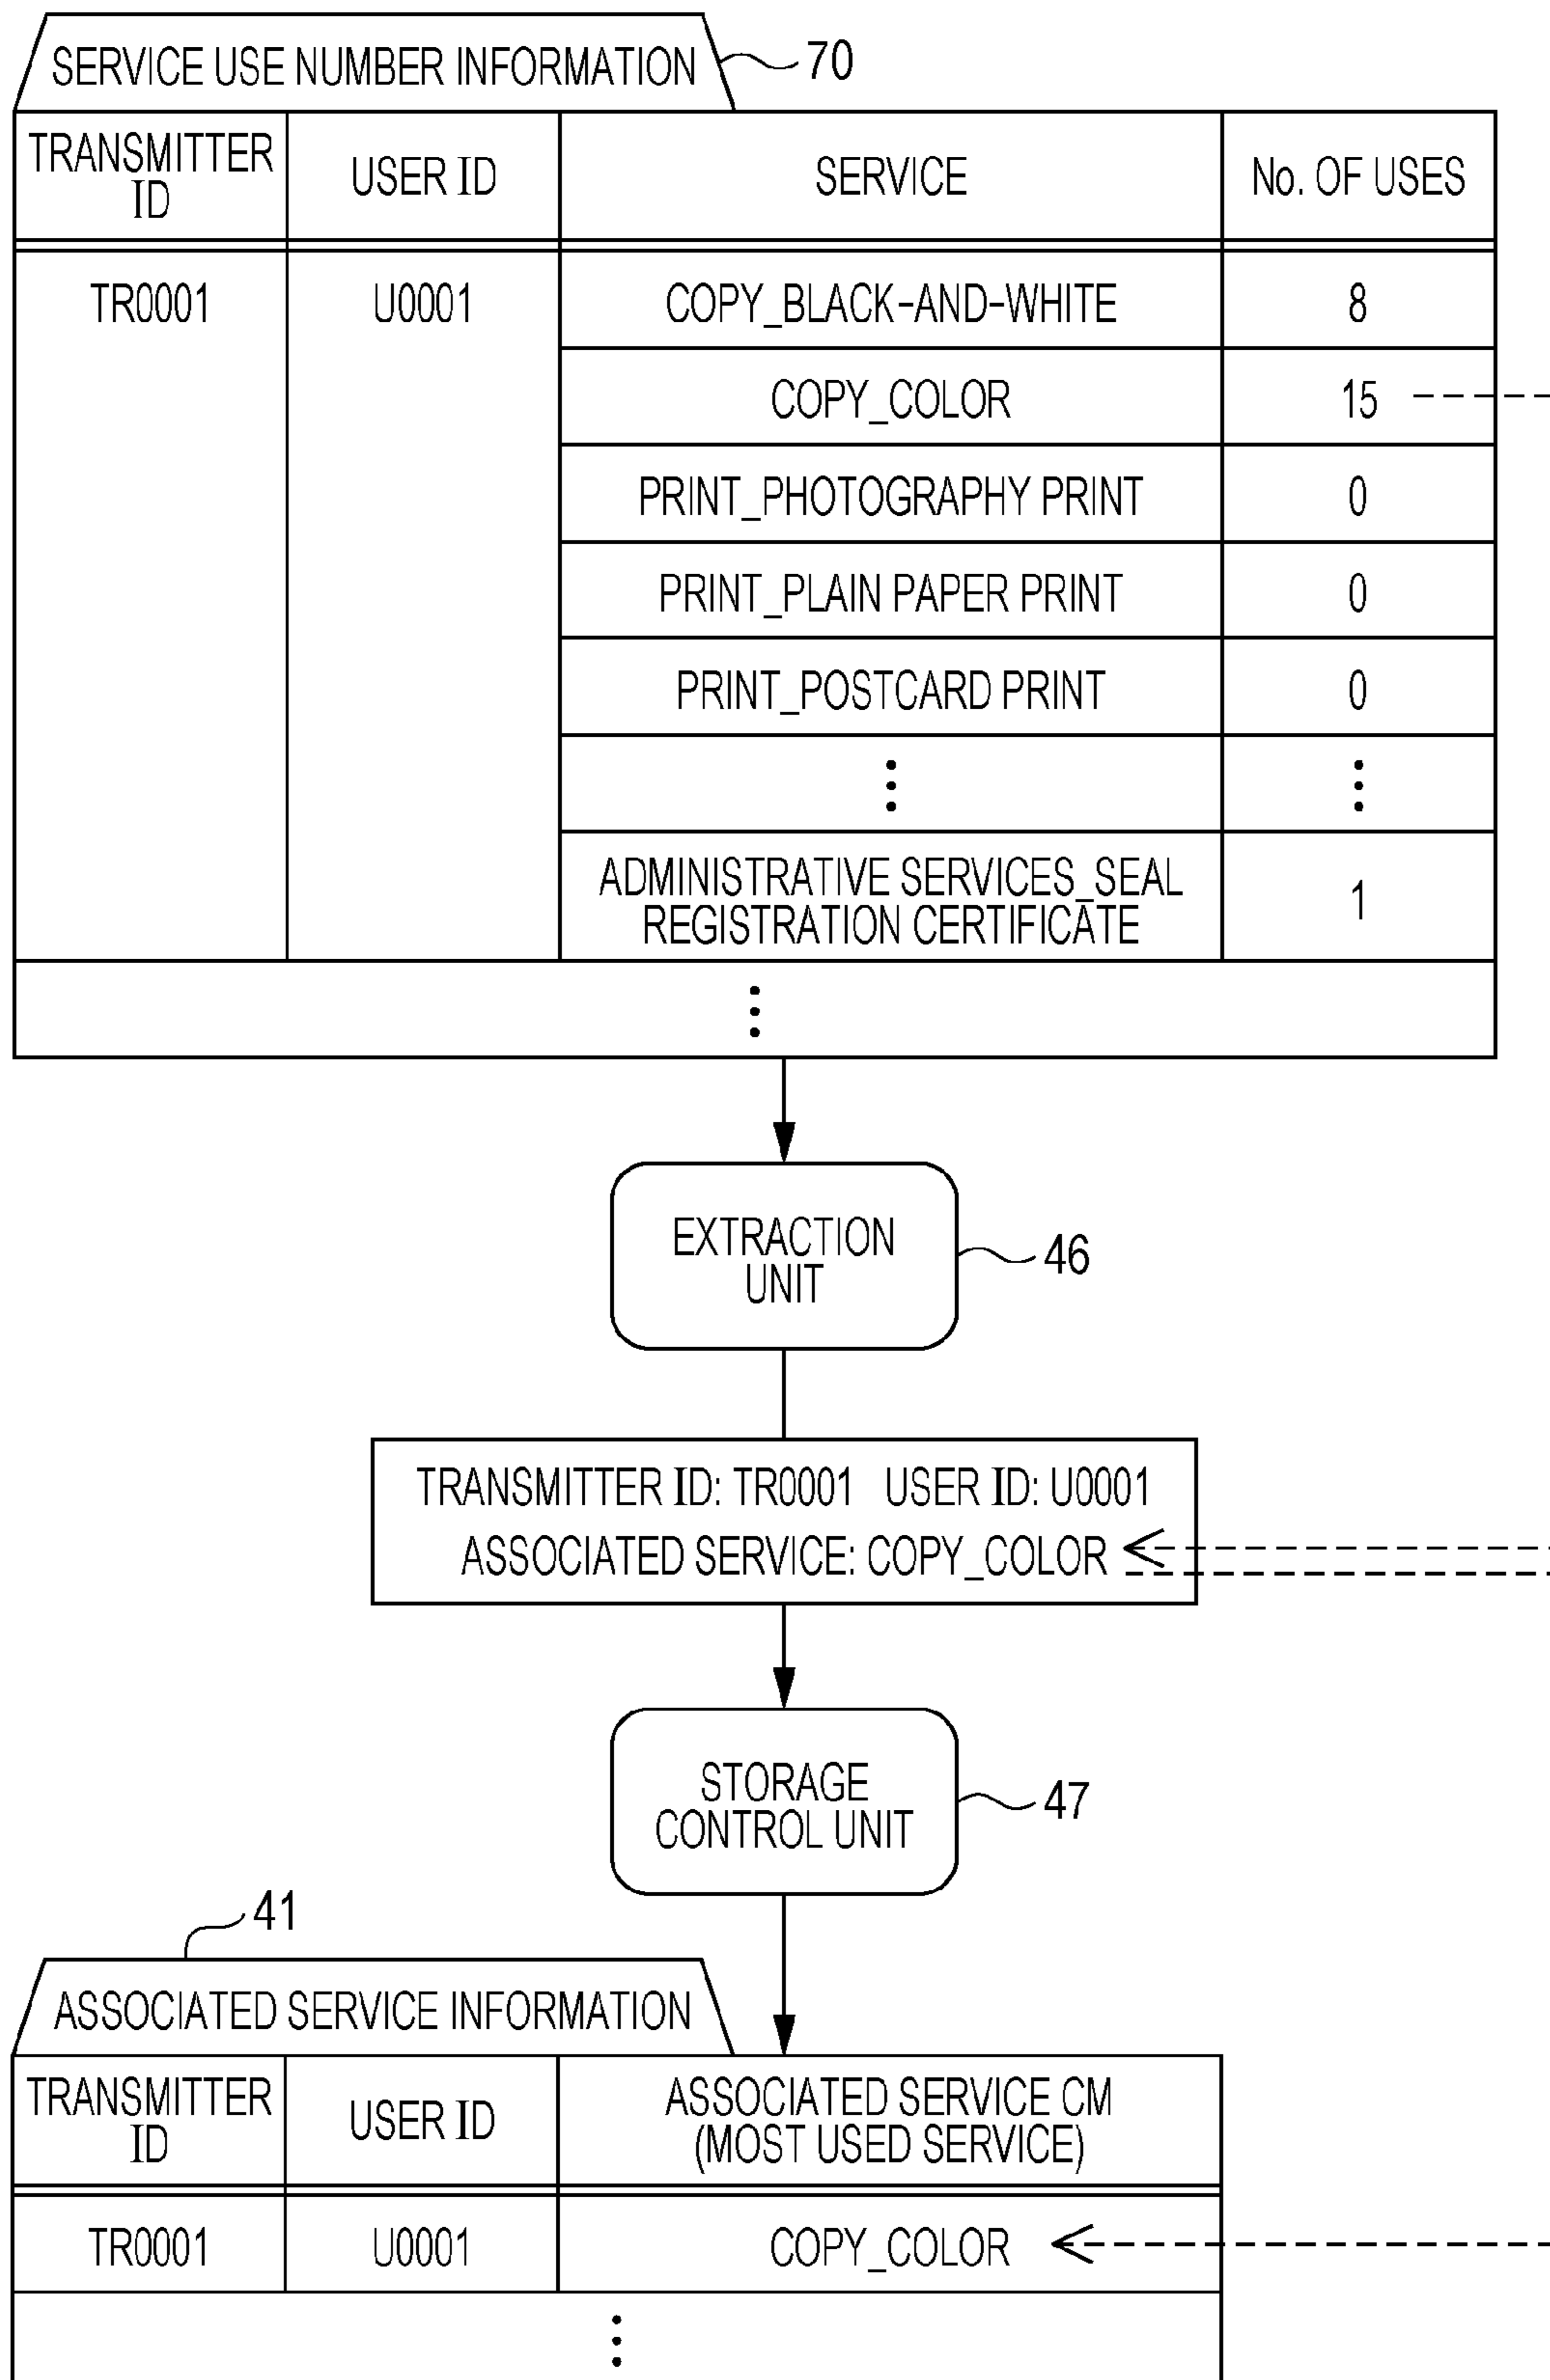 SERVICE USE NUMBER INFORMATION
70
TRANSMITTER
ID
USER ID
SERVICE
No. OF USES
TR0001
U0001
COPY_BLACK-AND-WHITE
8
COPY_COLOR
15
PRINT_PHOTOGRAPHY PRINT
0
PRINT_PLAIN PAPER PRINT
0
PRINT_POSTCARD PRINT
0
ADMINISTRATIVE SERVICES_SEAL
REGISTRATION CERTIFICATE
1
EXTRACTION
UNIT
46
TRANSMITTER ID: TR0001 USER ID: U0001
ASSOCIATED SERVICE: COPY_COLOR
STORAGE
CONTROL UNIT
47
41
ASSOCIATED SERVICE INFORMATION
TRANSMITTER
ID
USER ID
ASSOCIATED SERVICE CM
(MOST USED SERVICE)
TR0001
U0001
COPY_COLOR